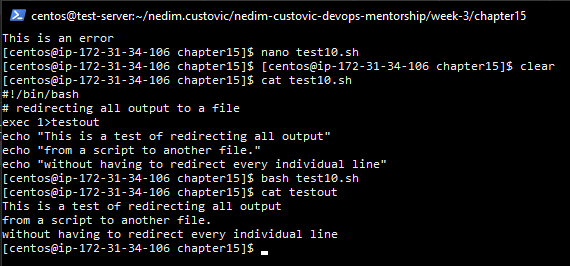 centos@test-server:~/nedim.custovic/nedim-custovic-devops-mentorship/week-3/chapter15
This is an error
[centos@ip-172-31-34-106 chapter15]$ nano test10.sh
[centos@ip-172-31-34-106 chapter15]$ [centos@ip-172-31-34-106 chapter15]$ clear
[centos@ip-172-31-34-106 chapter15]$ cat test10.sh
#!/bin/bash
# redirecting all output to a file
exec 1>testout
echo "This is a test of redirecting all output"
echo "from a script to another file."
echo "without having to redirect every individual line"
[centos@ip-172-31-34-106 chapter15]$ bash test10.sh
[centos@ip-172-31-34-106 chapter15]$ cat testout
This is a test of redirecting all output
from a script to another file.
without having to redirect every individual line
[centos@ip-172-31-34-106 chapter15]$